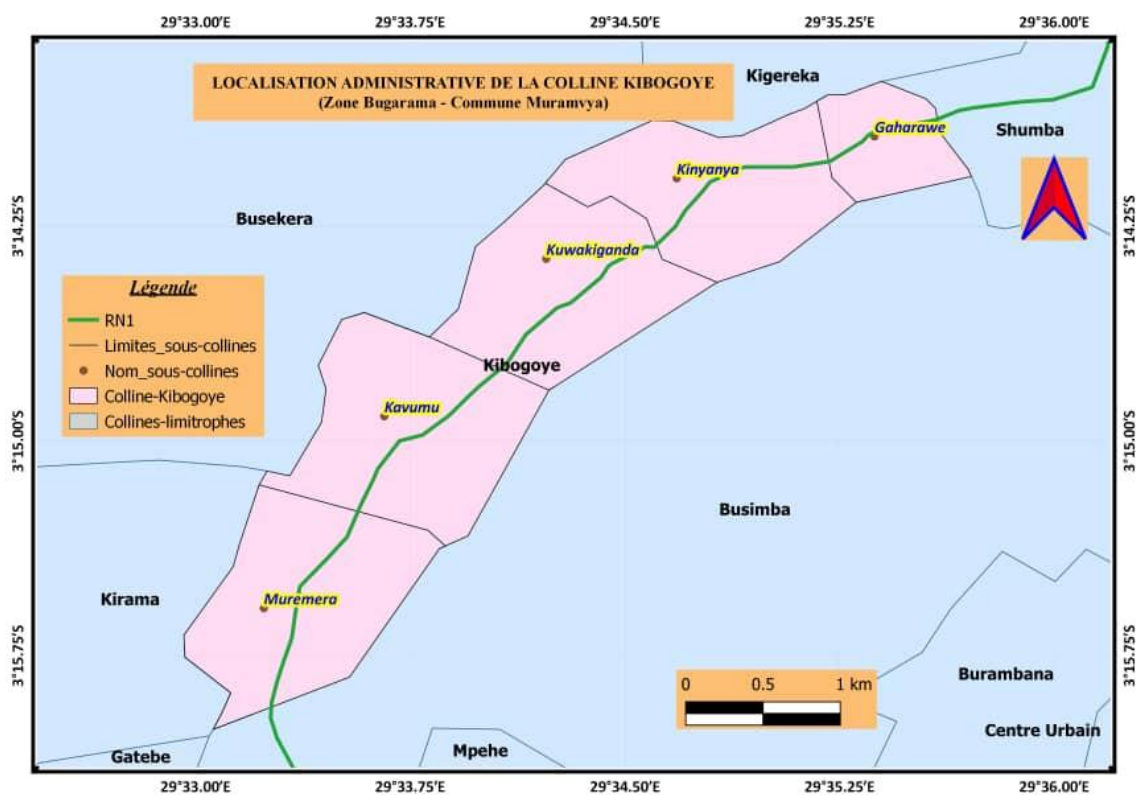 29°33.00'E 29°33.75'E 29°34.50'E 29°35.25'E 29°36.00'E
LOCALISATION ADMINISTRATIVE DE LA COLLINE KIBOGOYE
(Zone Bugarama - Commune Muramvya)
Kigereka
Gaharawe
Shumba
Kinyanya
Busekera
3°14.25'S 3°14.25'S
Kuwakiganda
Légende
RN1
Limites_sous-collines
Nom_sous-collines
Colline-Kibogoye
Collines-limitrophes
Kibogoye
Kavumu
3°15.00'S 3°15.00'S
Busimba
Kirama
Muremera
3°15.75'S 3°15.75'S
Burambana
0 0.5 1 km
Centre Urbain
Gatebe
Mpehe
29°33.00'E 29°33.75'E 29°34.50'E 29°35.25'E 29°36.00'E